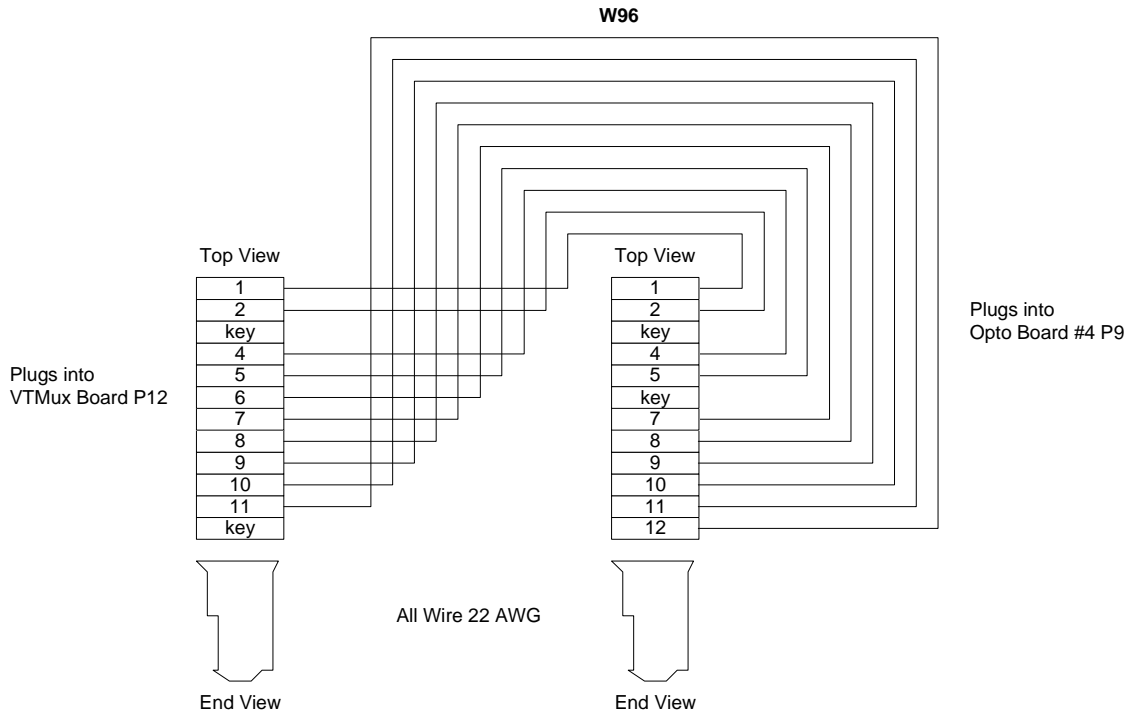 W96
Top View
1
2
key
4
5
6
7
8
9
10
11
key
Plugs into
VTMux Board P12
End View
All Wire 22 AWG
Top View
1
2
key
4
5
key
7
8
9
10
11
12
Plugs into
Opto Board #4 P9
End View